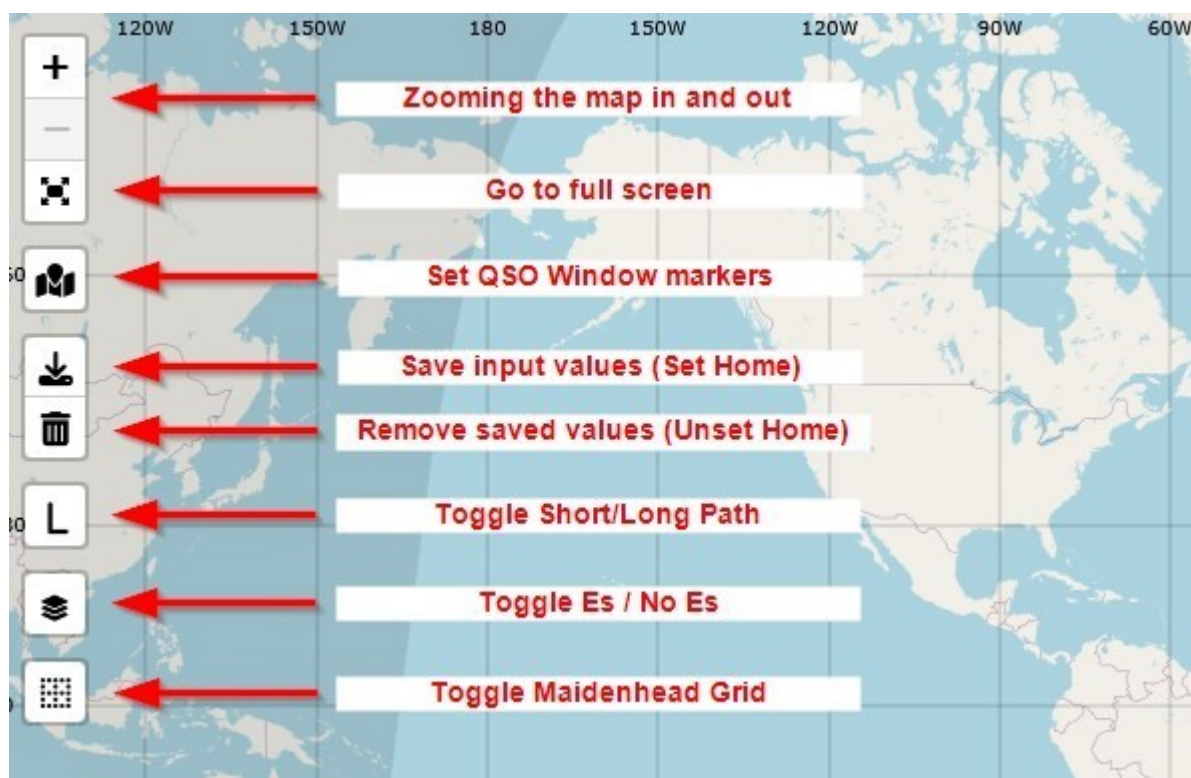 120W 150W 180 150W 120W 90W 60W
Zooming the map in and out
Go to full screen
Set QSO Window markers
Save input values (Set Home)
Remove saved values (Unset Home)
L
Toggle Short/Long Path
Toggle Es / No Es
Toggle Maidenhead Grid